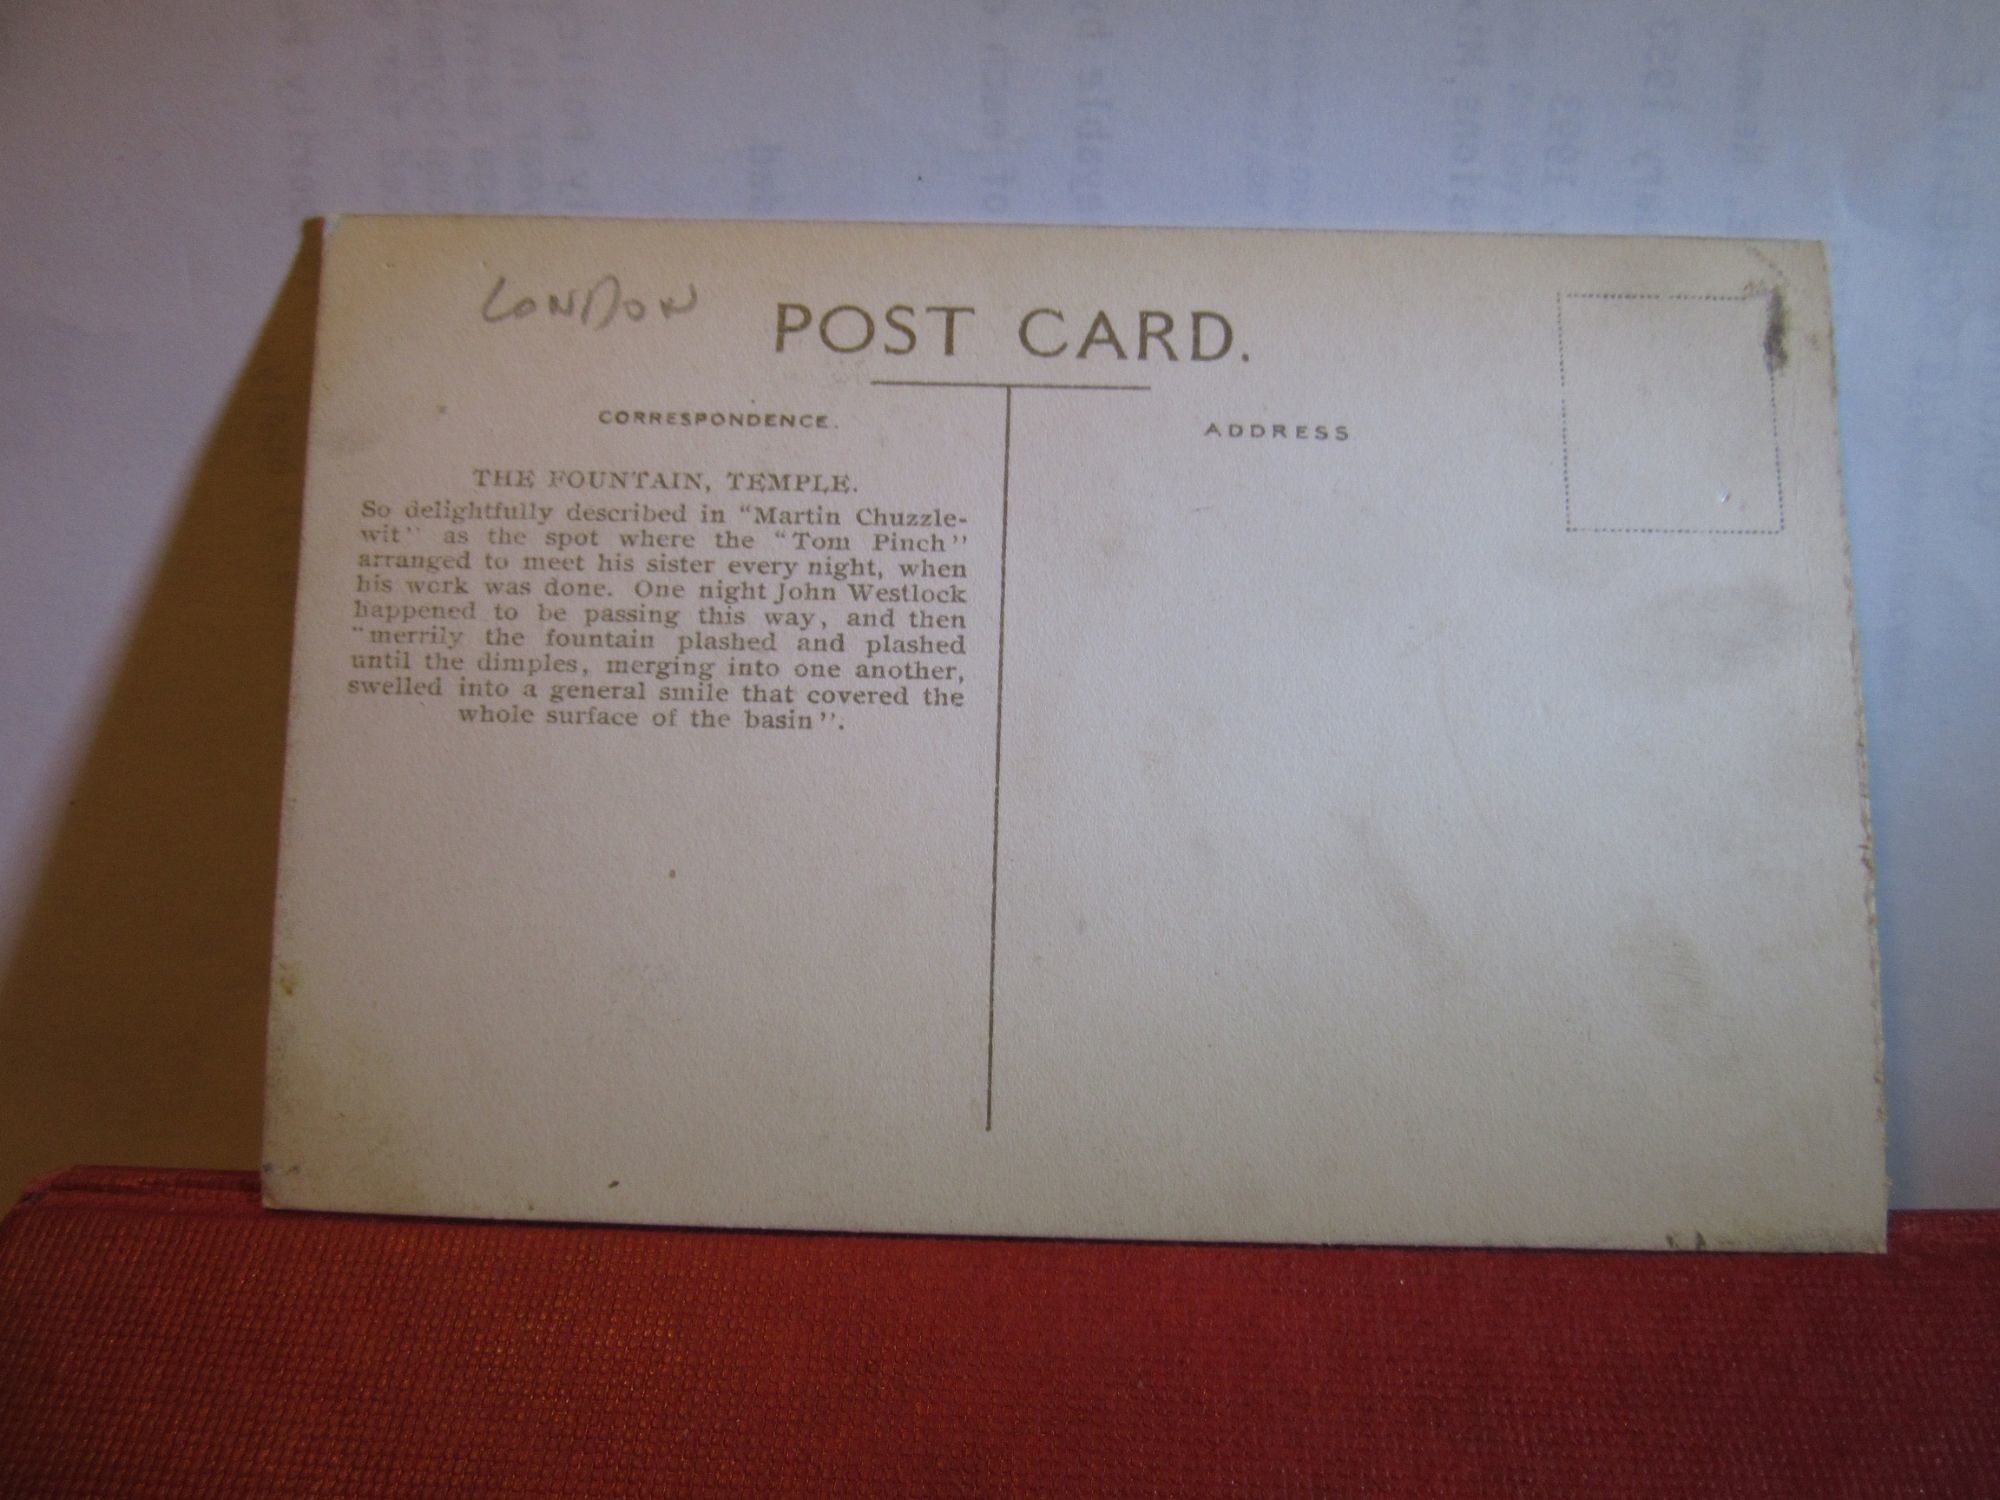 LONDON
POST CARD.
CORRESPONDENCE.
ADDRESS
THE FOUNTAIN, TEMPLE.
So delightfully described in "Martin Chuzzle-
wit" as the spot where the "Tom Pinch"
arranged to meet his sister every night, when
his work was done. One night John Westlock
happened to be passing this way, and then
"merrily the fountain plashed and plashed
until the dimples, merging into one another,
swelled into a general smile that covered the
whole surface of the basin".